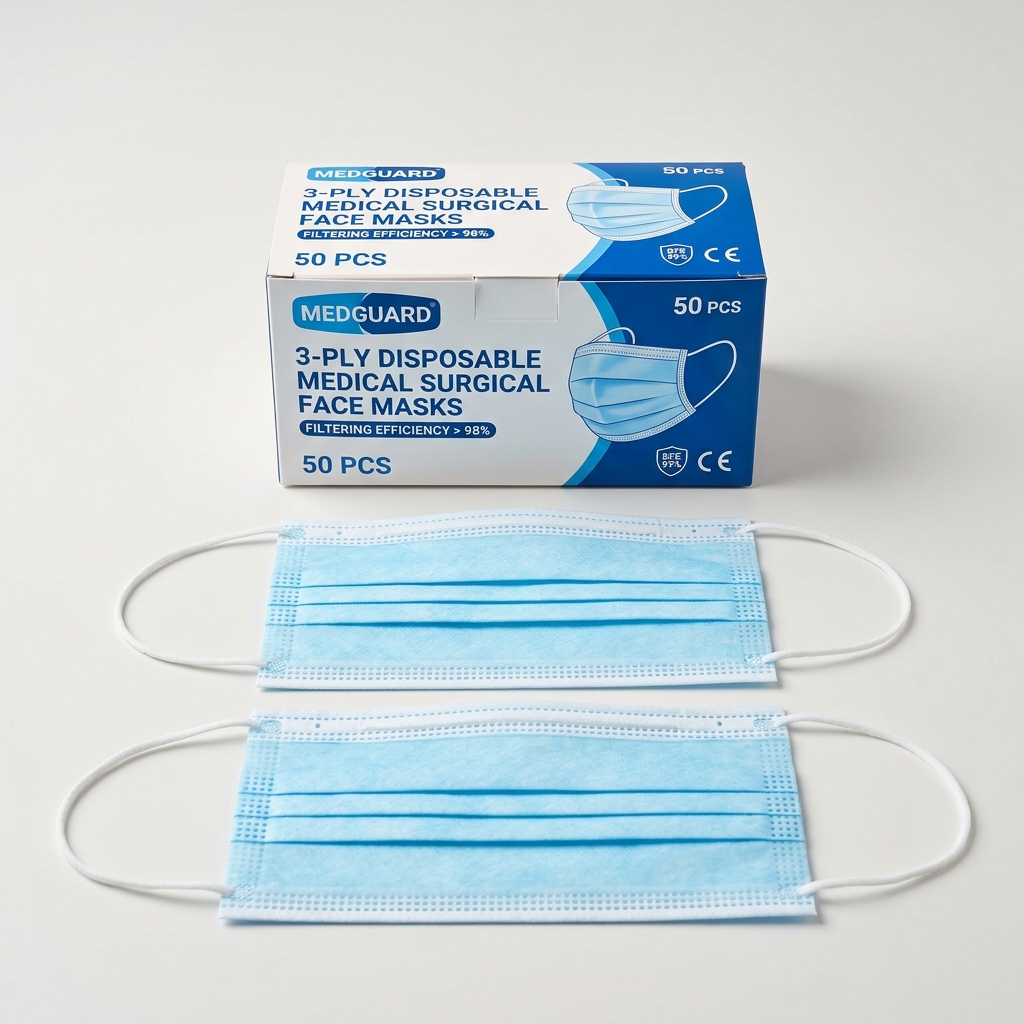 MEDGUARD
50 PCS
3-PLY DISPOSABLE
MEDICAL SURGICAL
FACE MASKS
FILTERING EFFICIENCY > 98%
50 PCS
CE
MEDGUARD®
50 PCS
3-PLY DISPOSABLE
MEDICAL SURGICAL
FACE MASKS
FILTERING EFFICIENCY > 98%
50 PCS
CE